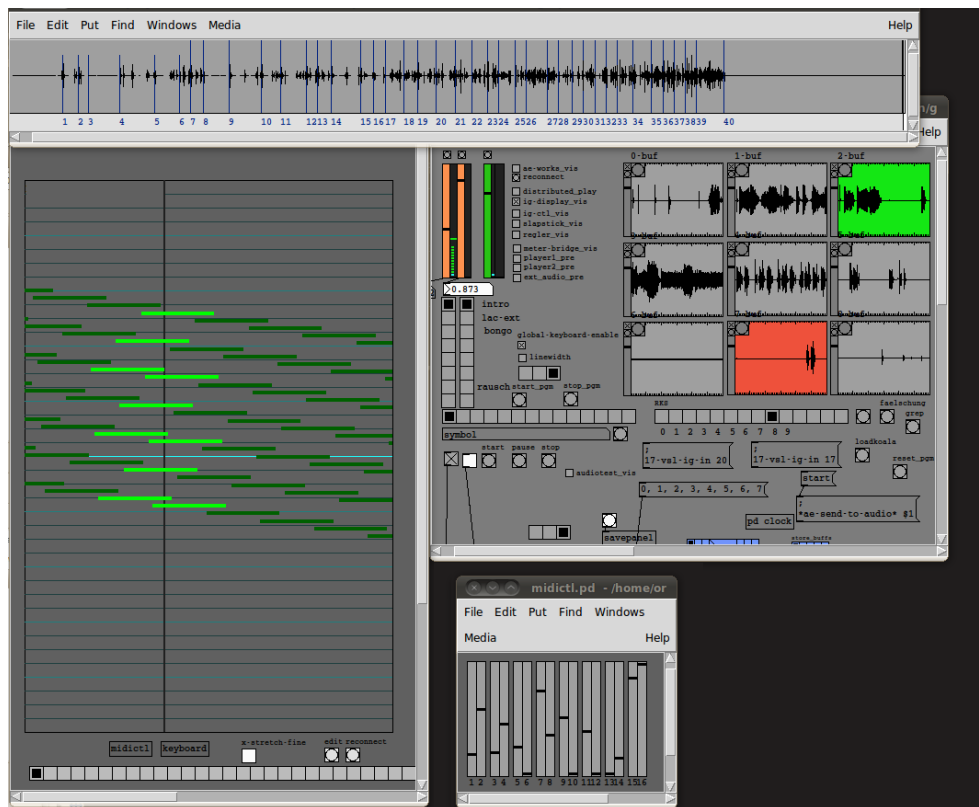 File Edit Put Find Windows Media Help
1 2 3 4 5 6 7 8 9 10 11 12 13 14 15 16 17 18 19 20 21 22 23 24 25 26 27 28 29 30 31 32 33 34 35 36 37 38 39 40
n/g
Help
0-buf 1-buf 2-buf
ae-works_vis
reconnect
distributed_play
ig-display_vis
ig-ctl_vis
slapstick_vis
regler_vis
meter-bridge_vis
player1_pre
player2_pre
ext_audio_pre
0.873
intro
lac-ext
bongo
global-keyboard-enable
linewidth
rausch start_pgm stop_pgm
symbol
start pause stop
audiotest_vis
0 1 2 3 4 5 6 7 8 9
faelschung
grep
loadkoala
reset_pgm
;
17-vsl-ig-in 20
;
17-vsl-ig-in 17
start
0, 1, 2, 3, 4, 5, 6, 7
;
*ae-send-to-audio* $1
pd clock
savepanel
store_buffs
midictl keyboard
x-stretch-fine
edit reconnect
midictl.pd - /home/or
File Edit Put Find Windows
Media Help
1 2 3 4 5 6 7 8 9 10 11 12 13 14 15 16